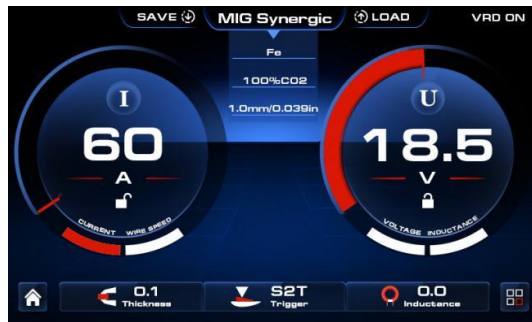 SAVE MIG Synergic LOAD VRD ON
Fe
100%CO2
1.0mm/0.039in
I
60
A
CURRENT WIRE SPEED
U
18.5
V
VOLTAGE INDUCTANCE
0.1
Thickness
S2T
Trigger
0.0
Inductance